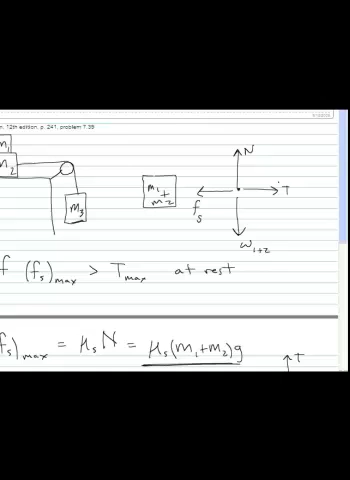 n, 12th edition, p. 241, problem 7.39
m1
m2
m3
m1 + m2
N
T
fs
w1+2
f (fs)max > Tmax at rest
fs)max = μsN = μs(m1+m2)g
T